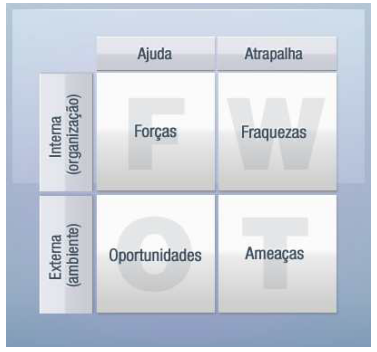 Ajuda
Atrapalha
Interna
(organização)
F
Forças
W
Fraquezas
Externa
(ambiente)
O
Oportunidades
T
Ameaças